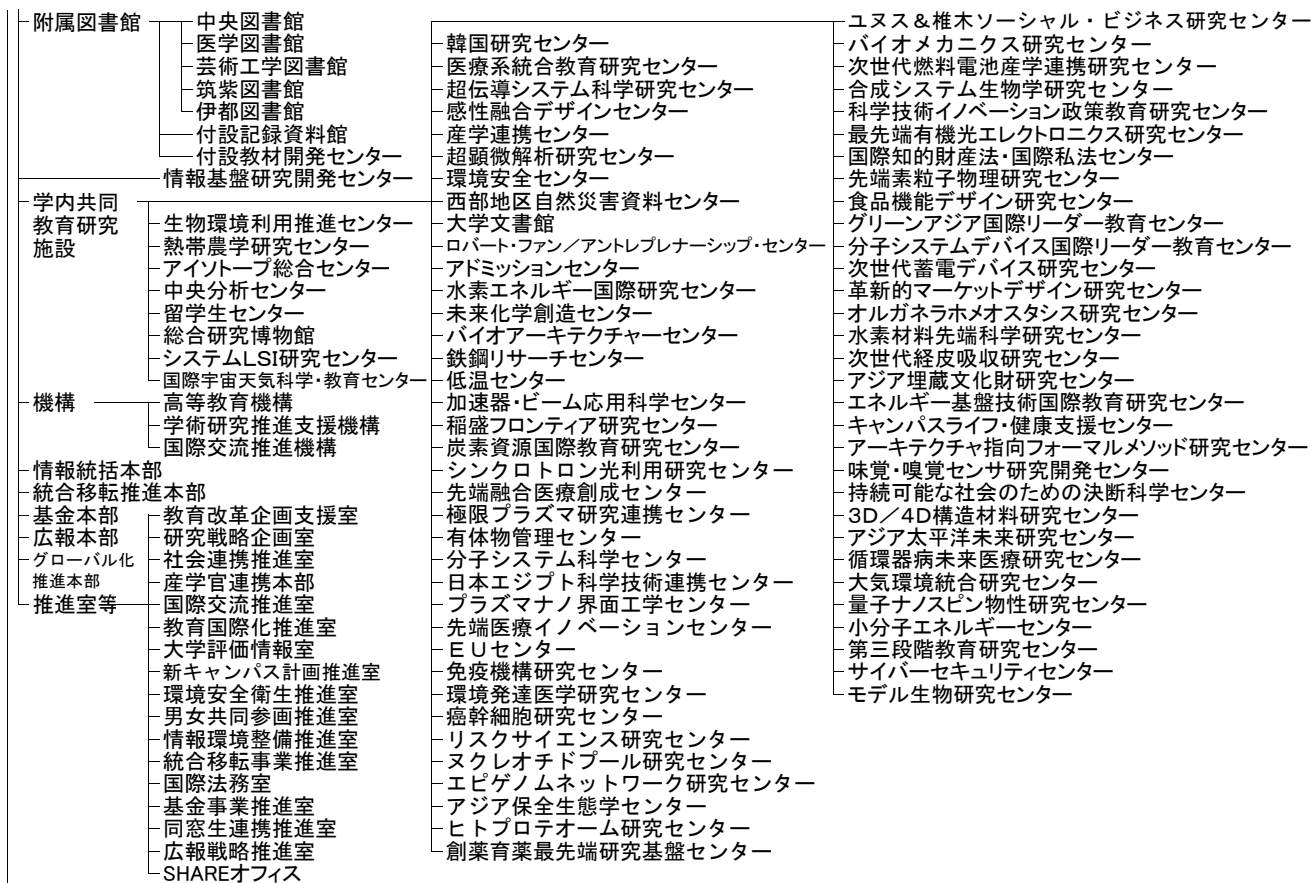 附属図書館
中央図書館
医学図書館
芸術工学図書館
筑紫図書館
伊都図書館
付設記録資料館
付設教材開発センター
情報基盤研究開発センター
学内共同
教育研究
施設
生物環境利用推進センター
熱帯農学研究センター
アイソトープ総合センター
中央分析センター
留学生センター
総合研究博物館
システムLSI研究センター
国際宇宙天気科学・教育センター
機構
高等教育機構
学術研究推進支援機構
国際交流推進機構
情報統括本部
統合移転推進本部
基金本部
広報本部
グローバル化
推進本部
推進室等
教育改革企画支援室
研究戦略企画室
社会連携推進室
産学官連携本部
国際交流推進室
教育国際化推進室
大学評価情報室
新キャンパス計画推進室
環境安全衛生推進室
男女共同参画推進室
情報環境整備推進室
統合移転事業推進室
国際法務室
基金事業推進室
同窓生連携推進室
広報戦略推進室
SHAREオフィス
韓国研究センター
医療系統合教育研究センター
超伝導システム科学研究センター
感性融合デザインセンター
産学連携センター
超顕微解析研究センター
環境安全センター
西部地区自然災害資料センター
大学文書館
ロバート・ファン／アントレプレナーシップ・センター
アドミッションセンター
水素エネルギー国際研究センター
未来化学創造センター
バイオアーキテクチャーセンター
鉄鋼リサーチセンター
低温センター
加速器・ビーム応用科学センター
稲盛フロンティア研究センター
炭素資源国際教育研究センター
シンクロトロン光利用研究センター
先端融合医療創成センター
極限プラズマ研究連携センター
有体物管理センター
分子システム科学センター
日本エジプト科学技術連携センター
プラズマナノ界面工学センター
先端医療イノベーションセンター
ＥＵセンター
免疫機構研究センター
環境発達医学研究センター
癌幹細胞研究センター
リスクサイエンス研究センター
ヌクレオチドプール研究センター
エピゲノムネットワーク研究センター
アジア保全生態学センター
ヒトプロテオーム研究センター
創薬育薬最先端研究基盤センター
ユヌス＆椎木ソーシャル・ビジネス研究センター
バイオメカニクス研究センター
次世代燃料電池産学連携研究センター
合成システム生物学研究センター
科学技術イノベーション政策教育研究センター
最先端有機光エレクトロニクス研究センター
国際知的財産法・国際私法センター
先端素粒子物理研究センター
食品機能デザイン研究センター
グリーンアジア国際リーダー教育センター
分子システムデバイス国際リーダー教育センター
次世代蓄電デバイス研究センター
革新的マーケットデザイン研究センター
オルガネラホメオスタシス研究センター
水素材料先端科学研究センター
次世代経皮吸収研究センター
アジア埋蔵文化財研究センター
エネルギー基盤技術国際教育研究センター
キャンパスライフ・健康支援センター
アーキテクチャ指向フォーマルメソッド研究センター
味覚・嗅覚センサ研究開発センター
持続可能な社会のための決断科学センター
３Ｄ／４Ｄ構造材料研究センター
アジア太平洋未来研究センター
循環器病未来医療研究センター
大気環境統合研究センター
量子ナノスピン物性研究センター
小分子エネルギーセンター
第三段階教育研究センター
サイバーセキュリティセンター
モデル生物研究センター